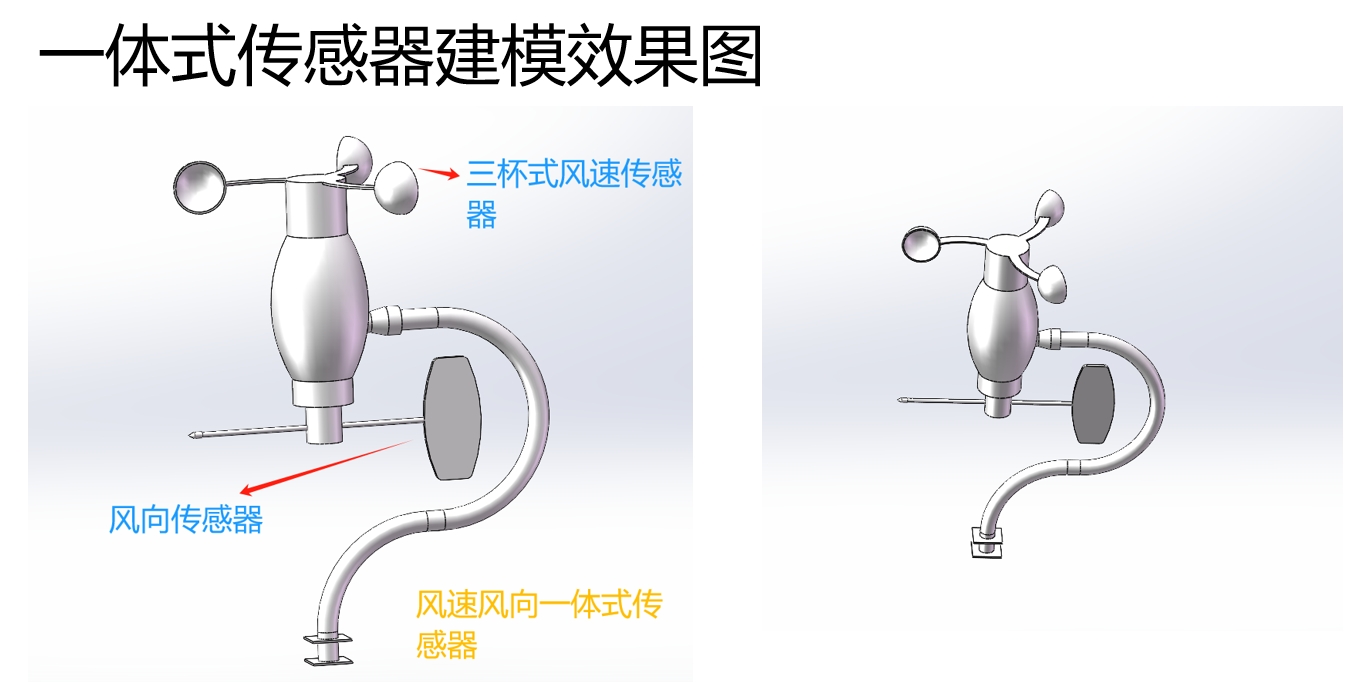 一体式传感器建模效果图
三杯式风速传感
器
风向传感器
风速风向一体式传
感器